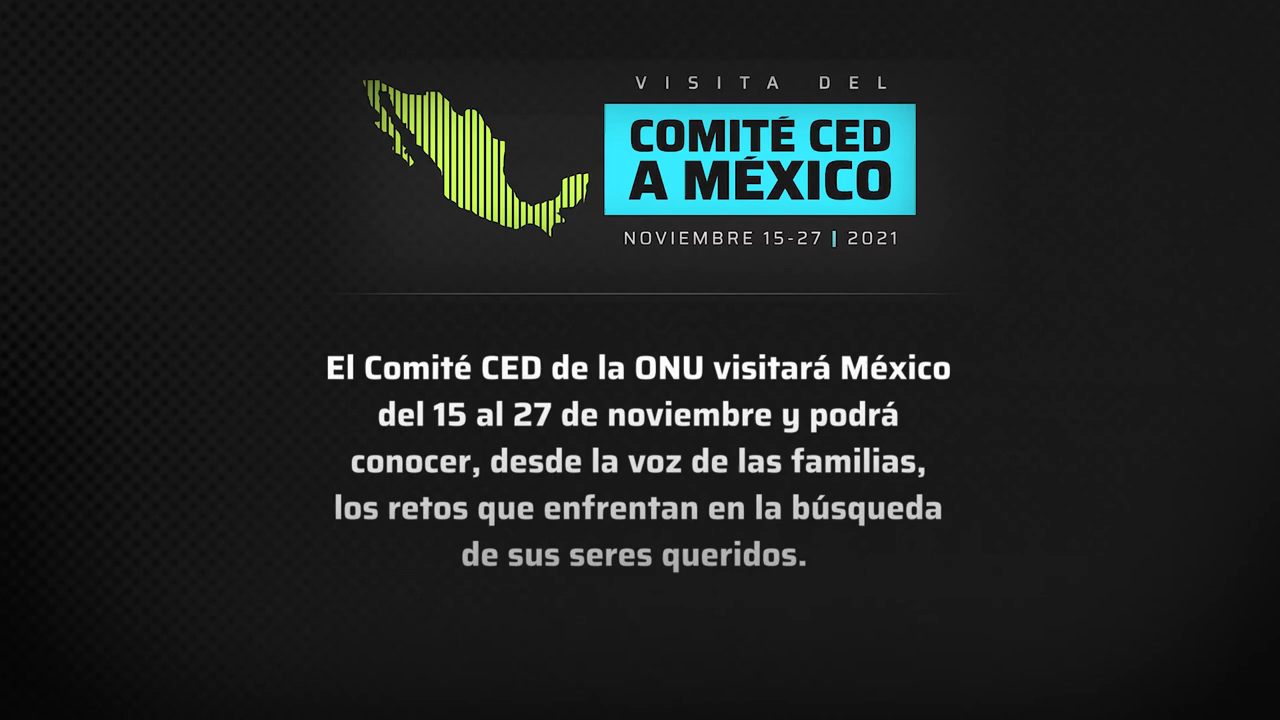 VISITA DEL
COMITÉ CED
A MÉXICO
NOVIEMBRE 15-27 | 2021
El Comité CED de la ONU visitará México
del 15 al 27 de noviembre y podrá
conocer, desde la voz de las familias,
los retos que enfrentan en la búsqueda
de sus seres queridos.